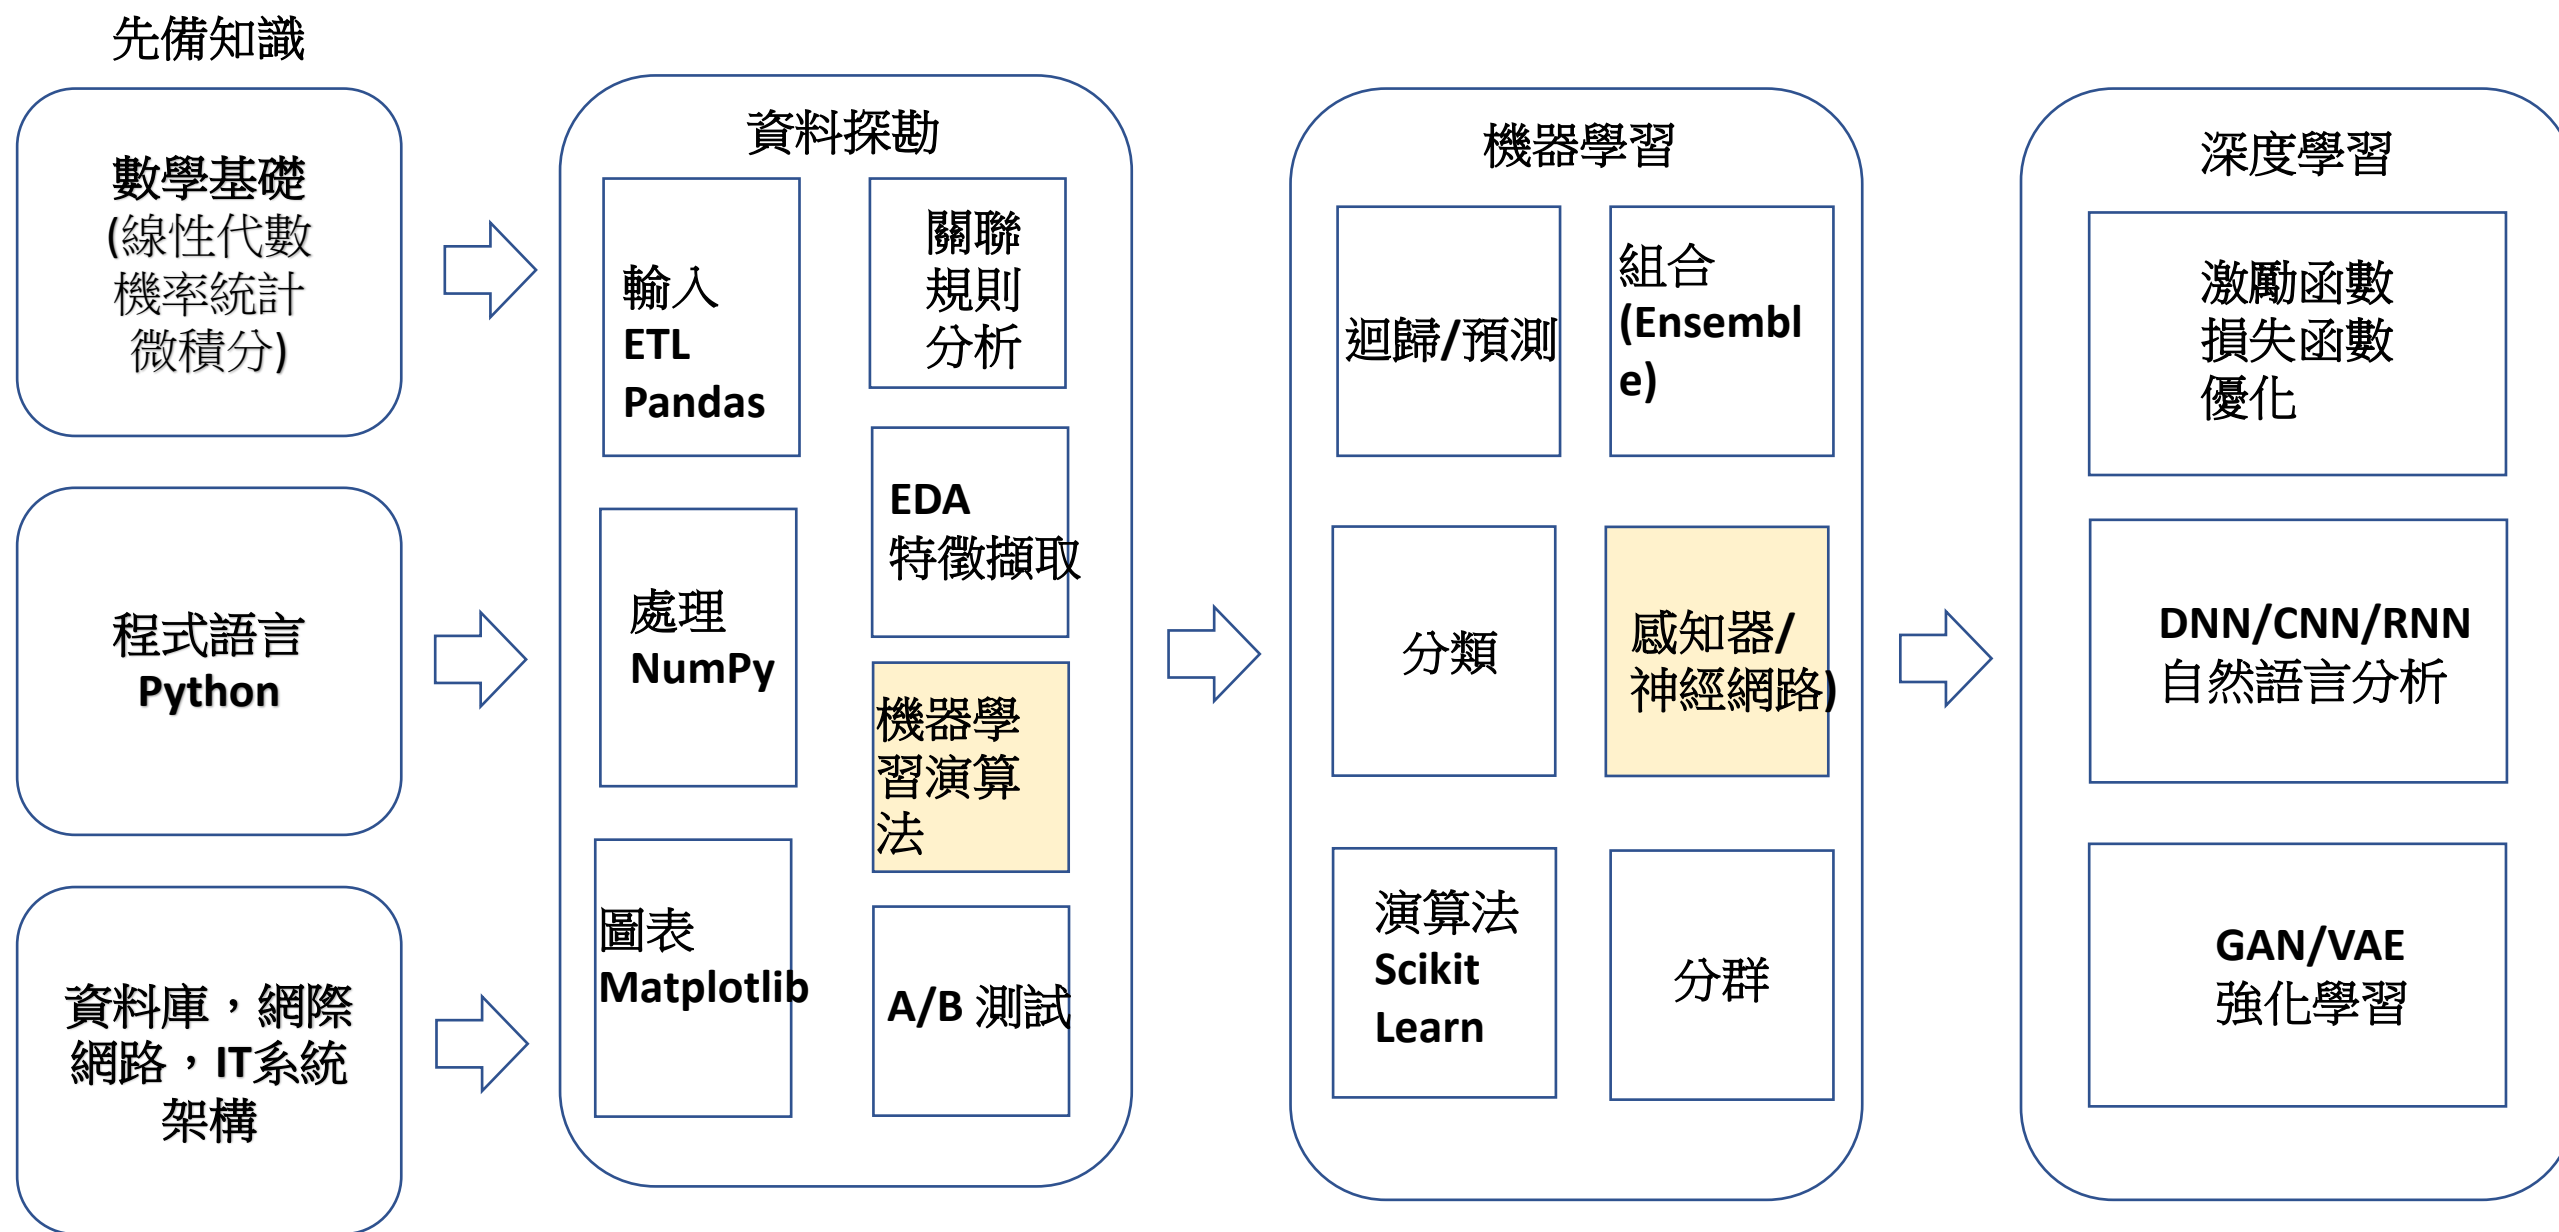 先備知識
數學基礎
(線性代數
機率統計
微積分)
程式語言
Python
資料庫，網際
網路，IT系統
架構
資料探勘
輸入
ETL
Pandas
處理
NumPy
圖表
Matplotlib
關聯
規則
分析
EDA
特徵擷取
機器學
習演算
法
A/B 測試
機器學習
迴歸/預測
分類
演算法
Scikit
Learn
組合
(Ensembl
e)
感知器/
神經網路)
分群
深度學習
激勵函數
損失函數
優化
DNN/CNN/RNN
自然語言分析
GAN/VAE
強化學習